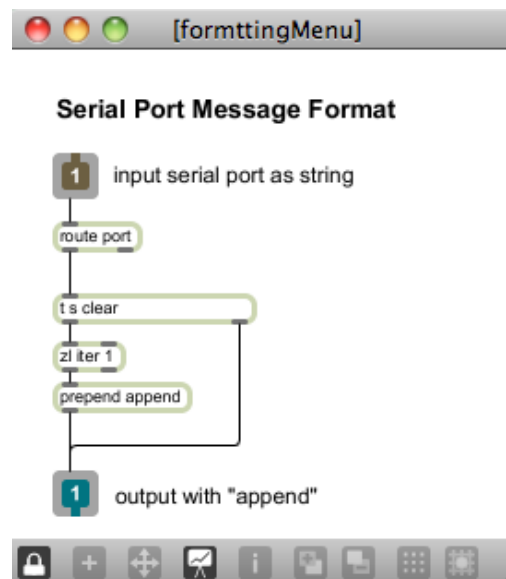 [formttingMenu]
Serial Port Message Format
1 input serial port as string
route port
t s clear
zl iter 1
prepend append
1 output with "append"